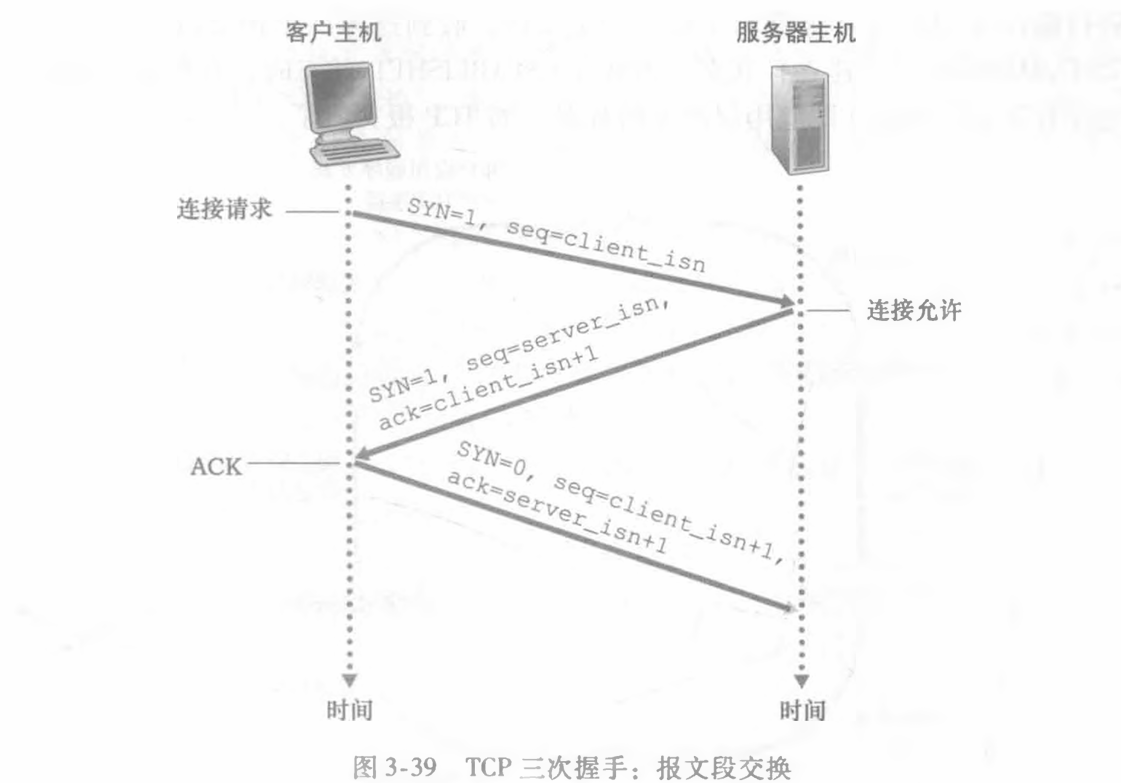 客户主机
服务器主机
连接请求
SYN=1, seq=client_isn
连接允许
SYN=1, seq=server_isn,
ack=client_isn+1
ACK
SYN=0, seq=client_isn+1,
ack=server_isn+1
时间
时间
图 3-39 TCP 三次握手：报文段交换